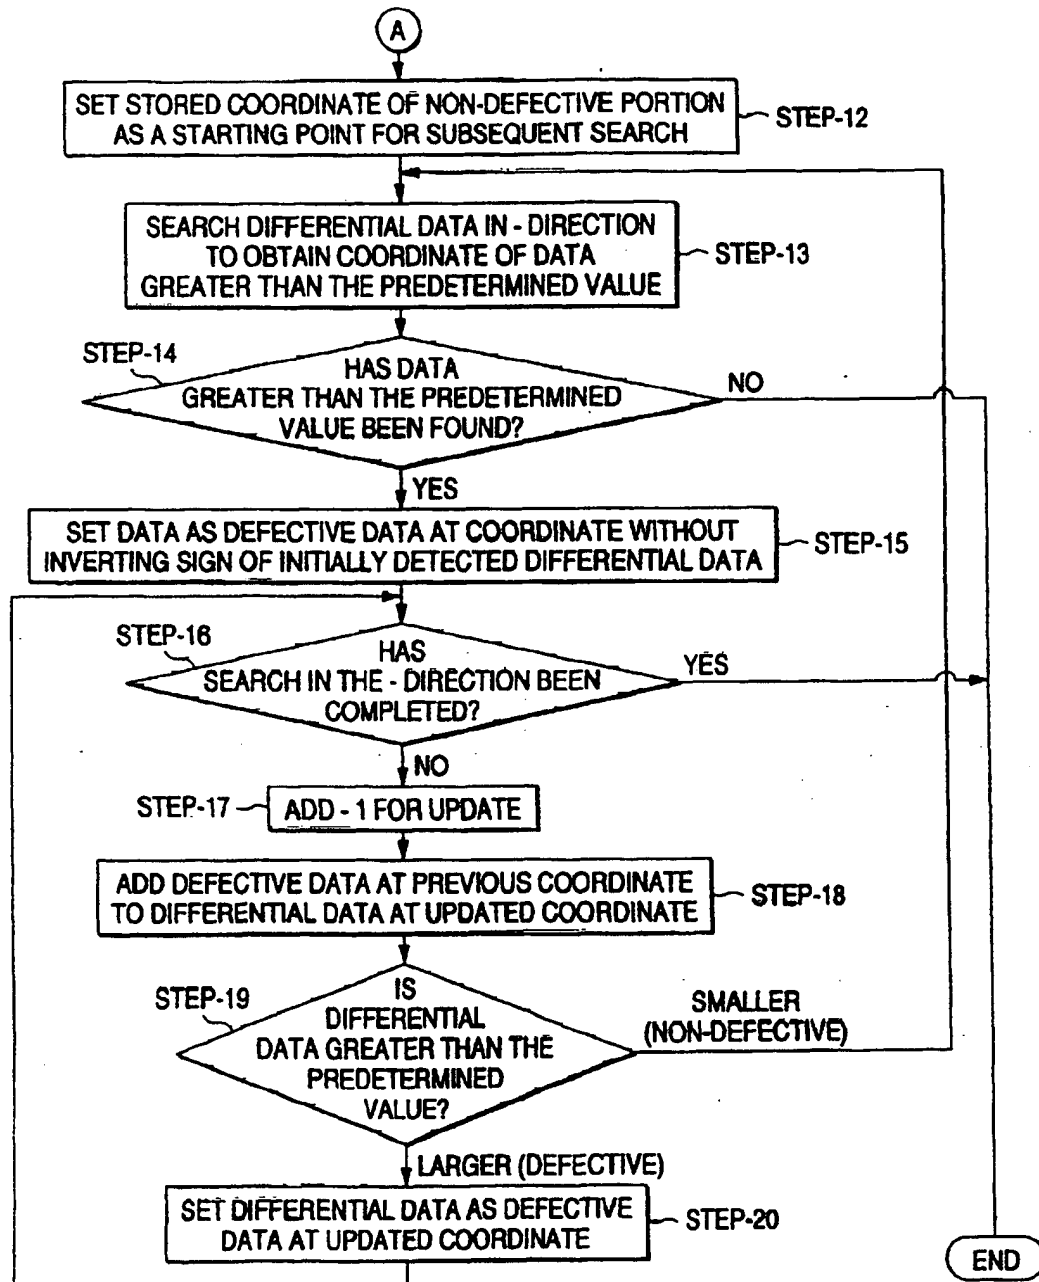 A
SET STORED COORDINATE OF NON-DEFECTIVE PORTION
AS A STARTING POINT FOR SUBSEQUENT SEARCH
STEP-12
SEARCH DIFFERENTIAL DATA IN - DIRECTION
TO OBTAIN COORDINATE OF DATA
GREATER THAN THE PREDETERMINED VALUE
STEP-13
STEP-14
HAS DATA
GREATER THAN THE PREDETERMINED
VALUE BEEN FOUND?
NO
YES
SET DATA AS DEFECTIVE DATA AT COORDINATE WITHOUT
INVERTING SIGN OF INITIALLY DETECTED DIFFERENTIAL DATA
STEP-15
STEP-16
HAS
SEARCH IN THE - DIRECTION BEEN
COMPLETED?
YES
NO
STEP-17
ADD - 1 FOR UPDATE
ADD DEFECTIVE DATA AT PREVIOUS COORDINATE
TO DIFFERENTIAL DATA AT UPDATED COORDINATE
STEP-18
STEP-19
IS
DIFFERENTIAL
DATA GREATER THAN THE
PREDETERMINED
VALUE?
SMALLER
(NON-DEFECTIVE)
LARGER (DEFECTIVE)
SET DIFFERENTIAL DATA AS DEFECTIVE
DATA AT UPDATED COORDINATE
STEP-20
END